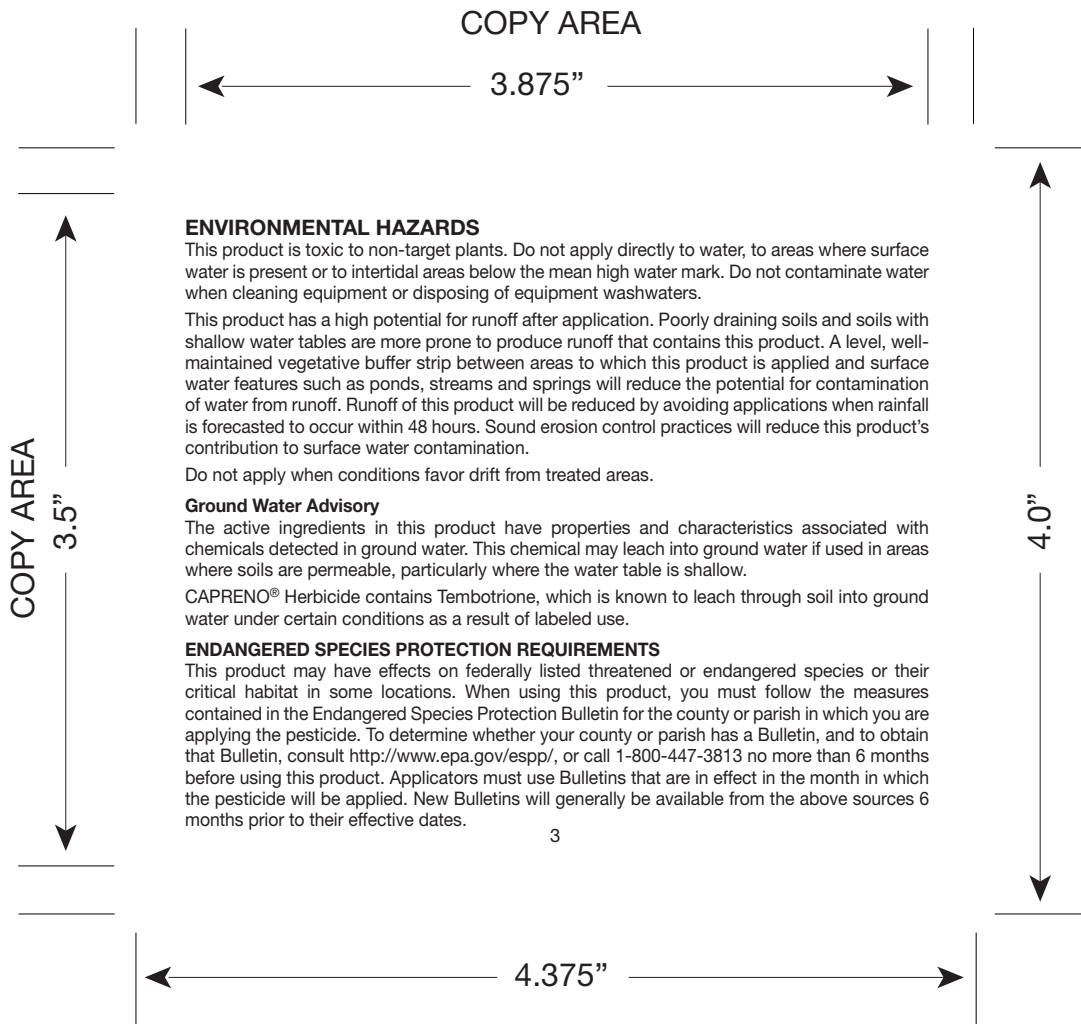 COPY AREA
3.875”
COPY AREA
3.5”
4.0”
ENVIRONMENTAL HAZARDS
This product is toxic to non-target plants. Do not apply directly to water, to areas where surface
water is present or to intertidal areas below the mean high water mark. Do not contaminate water
when cleaning equipment or disposing of equipment washwaters.
This product has a high potential for runoff after application. Poorly draining soils and soils with
shallow water tables are more prone to produce runoff that contains this product. A level, well-
maintained vegetative buffer strip between areas to which this product is applied and surface
water features such as ponds, streams and springs will reduce the potential for contamination
of water from runoff. Runoff of this product will be reduced by avoiding applications when rainfall
is forecasted to occur within 48 hours. Sound erosion control practices will reduce this product’s
contribution to surface water contamination.
Do not apply when conditions favor drift from treated areas.
Ground Water Advisory
The active ingredients in this product have properties and characteristics associated with
chemicals detected in ground water. This chemical may leach into ground water if used in areas
where soils are permeable, particularly where the water table is shallow.
CAPRENO® Herbicide contains Tembotrione, which is known to leach through soil into ground
water under certain conditions as a result of labeled use.
ENDANGERED SPECIES PROTECTION REQUIREMENTS
This product may have effects on federally listed threatened or endangered species or their
critical habitat in some locations. When using this product, you must follow the measures
contained in the Endangered Species Protection Bulletin for the county or parish in which you are
applying the pesticide. To determine whether your county or parish has a Bulletin, and to obtain
that Bulletin, consult http://www.epa.gov/espp/, or call 1-800-447-3813 no more than 6 months
before using this product. Applicators must use Bulletins that are in effect in the month in which
the pesticide will be applied. New Bulletins will generally be available from the above sources 6
months prior to their effective dates.
3
4.375”